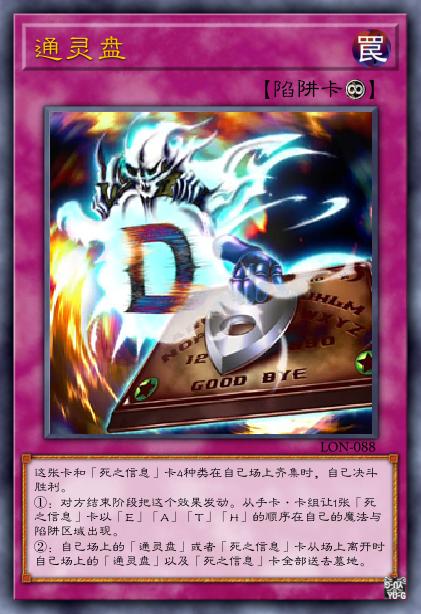 通灵盘
罠
【陷阱卡♾】
D
GOOD BYE
LON-088
这张卡和「死之信息」卡4种类在自己场上齐集时，自己决斗
胜利。
①：对方结束阶段把这个效果发动。从手卡·卡组让1张「死
之信息」卡以「E」「A」「T」「H」的顺序在自己的魔法与
陷阱区域出现。
②：自己场上的「通灵盘」或者「死之信息」卡从场上离开时
自己场上的「通灵盘」以及「死之信息」卡全部送去墓地。